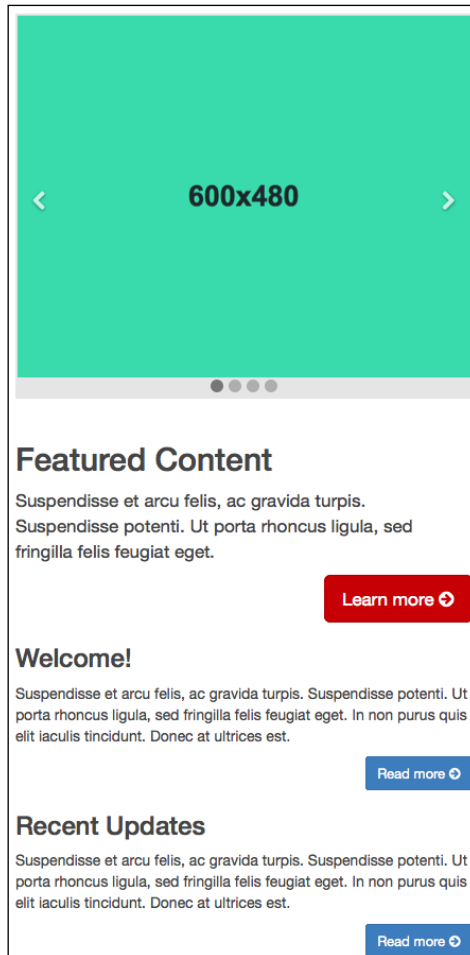 600x480
Featured Content
Suspendisse et arcu felis, ac gravida turpis.
Suspendisse potenti. Ut porta rhoncus ligula, sed
fringilla felis feugiat eget.
Learn more
Welcome!
Suspendisse et arcu felis, ac gravida turpis. Suspendisse potenti. Ut
porta rhoncus ligula, sed fringilla felis feugiat eget. In non purus quis
elit iaculis tincidunt. Donec at ultrices est.
Read more
Recent Updates
Suspendisse et arcu felis, ac gravida turpis. Suspendisse potenti. Ut
porta rhoncus ligula, sed fringilla felis feugiat eget. In non purus quis
elit iaculis tincidunt. Donec at ultrices est.
Read more